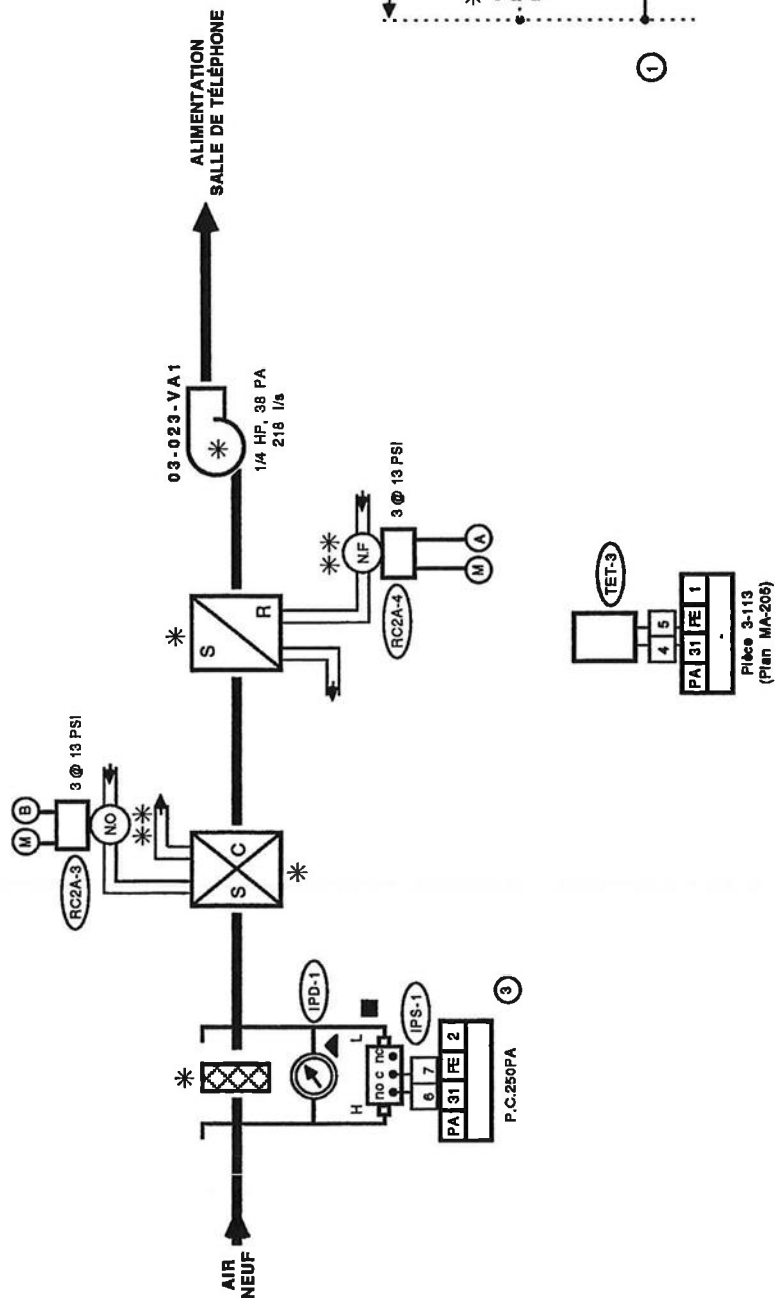 AIR
NEUF
H
L
no c nc
6 7
PA 31 FE 2
P.C.250PA
3
IPD-1
IPS-1
RC2A-3
M B
3 @ 13 PSI
N.O
S C
S R
N.F
3 @ 13 PSI
RC2A-4
M A
03-023-VA1
1/4 HP, 38 PA
218 l/s
ALIMENTATION
SALLE DE TÉLÉPHONE
TET-3
4 5
PA 31 FE 1
-
Pièce 3-113
(Plan MA-205)
1